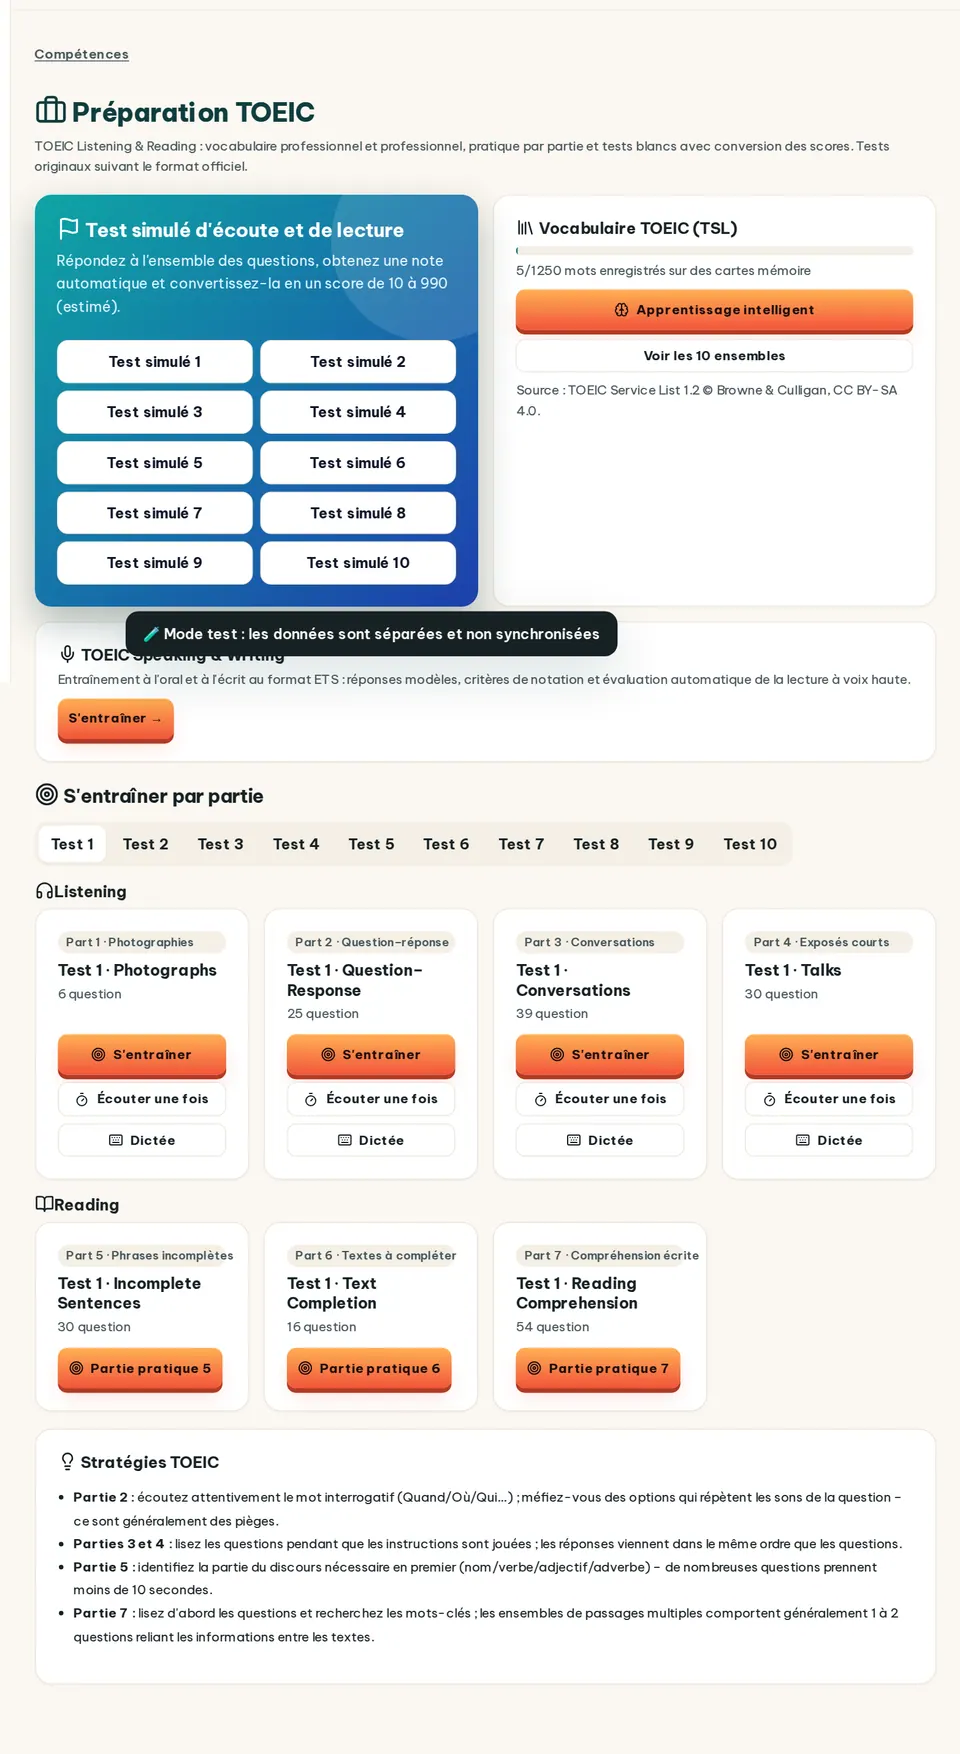 Compétences
Préparation TOEIC
TOEIC Listening & Reading : vocabulaire professionnel et professionnel, pratique par partie et tests blancs avec conversion des scores. Tests
originaux suivant le format officiel.
Test simulé d'écoute et de lecture
Répondez à l'ensemble des questions, obtenez une note
automatique et convertissez-la en un score de 10 à 990
(estimé).
Test simulé 1
Test simulé 2
Test simulé 3
Test simulé 4
Test simulé 5
Test simulé 6
Test simulé 7
Test simulé 8
Test simulé 9
Test simulé 10
Vocabulaire TOEIC (TSL)
5/1250 mots enregistrés sur des cartes mémoire
Apprentissage intelligent
Voir les 10 ensembles
Source : TOEIC Service List 1.2 © Browne & Culligan, CC BY-SA
4.0.
Mode test : les données sont séparées et non synchronisées
TOEIC Speaking & Writing
Entraînement à l'oral et à l'écrit au format ETS : réponses modèles, critères de notation et évaluation automatique de la lecture à voix haute.
S'entraîner →
S'entraîner par partie
Test 1
Test 2
Test 3
Test 4
Test 5
Test 6
Test 7
Test 8
Test 9
Test 10
Listening
Part 1 · Photographies
Test 1 · Photographs
6 question
S'entraîner
Écouter une fois
Dictée
Part 2 · Question-réponse
Test 1 · Question-
Response
25 question
S'entraîner
Écouter une fois
Dictée
Part 3 · Conversations
Test 1 ·
Conversations
39 question
S'entraîner
Écouter une fois
Dictée
Part 4 · Exposés courts
Test 1 · Talks
30 question
S'entraîner
Écouter une fois
Dictée
Reading
Part 5 · Phrases incomplètes
Test 1 · Incomplete
Sentences
30 question
Partie pratique 5
Part 6 · Textes à compléter
Test 1 · Text
Completion
16 question
Partie pratique 6
Part 7 · Compréhension écrite
Test 1 · Reading
Comprehension
54 question
Partie pratique 7
Stratégies TOEIC
• Partie 2 : écoutez attentivement le mot interrogatif (Quand/Où/Qui...) ; méfiez-vous des options qui répètent les sons de la question –
ce sont généralement des pièges.
• Parties 3 et 4 : lisez les questions pendant que les instructions sont jouées ; les réponses viennent dans le même ordre que les questions.
• Partie 5 : identifiez la partie du discours nécessaire en premier (nom/verbe/adjectif/adverbe) – de nombreuses questions prennent
moins de 10 secondes.
• Partie 7 : lisez d'abord les questions et recherchez les mots-clés ; les ensembles de passages multiples comportent généralement 1 à 2
questions reliant les informations entre les textes.